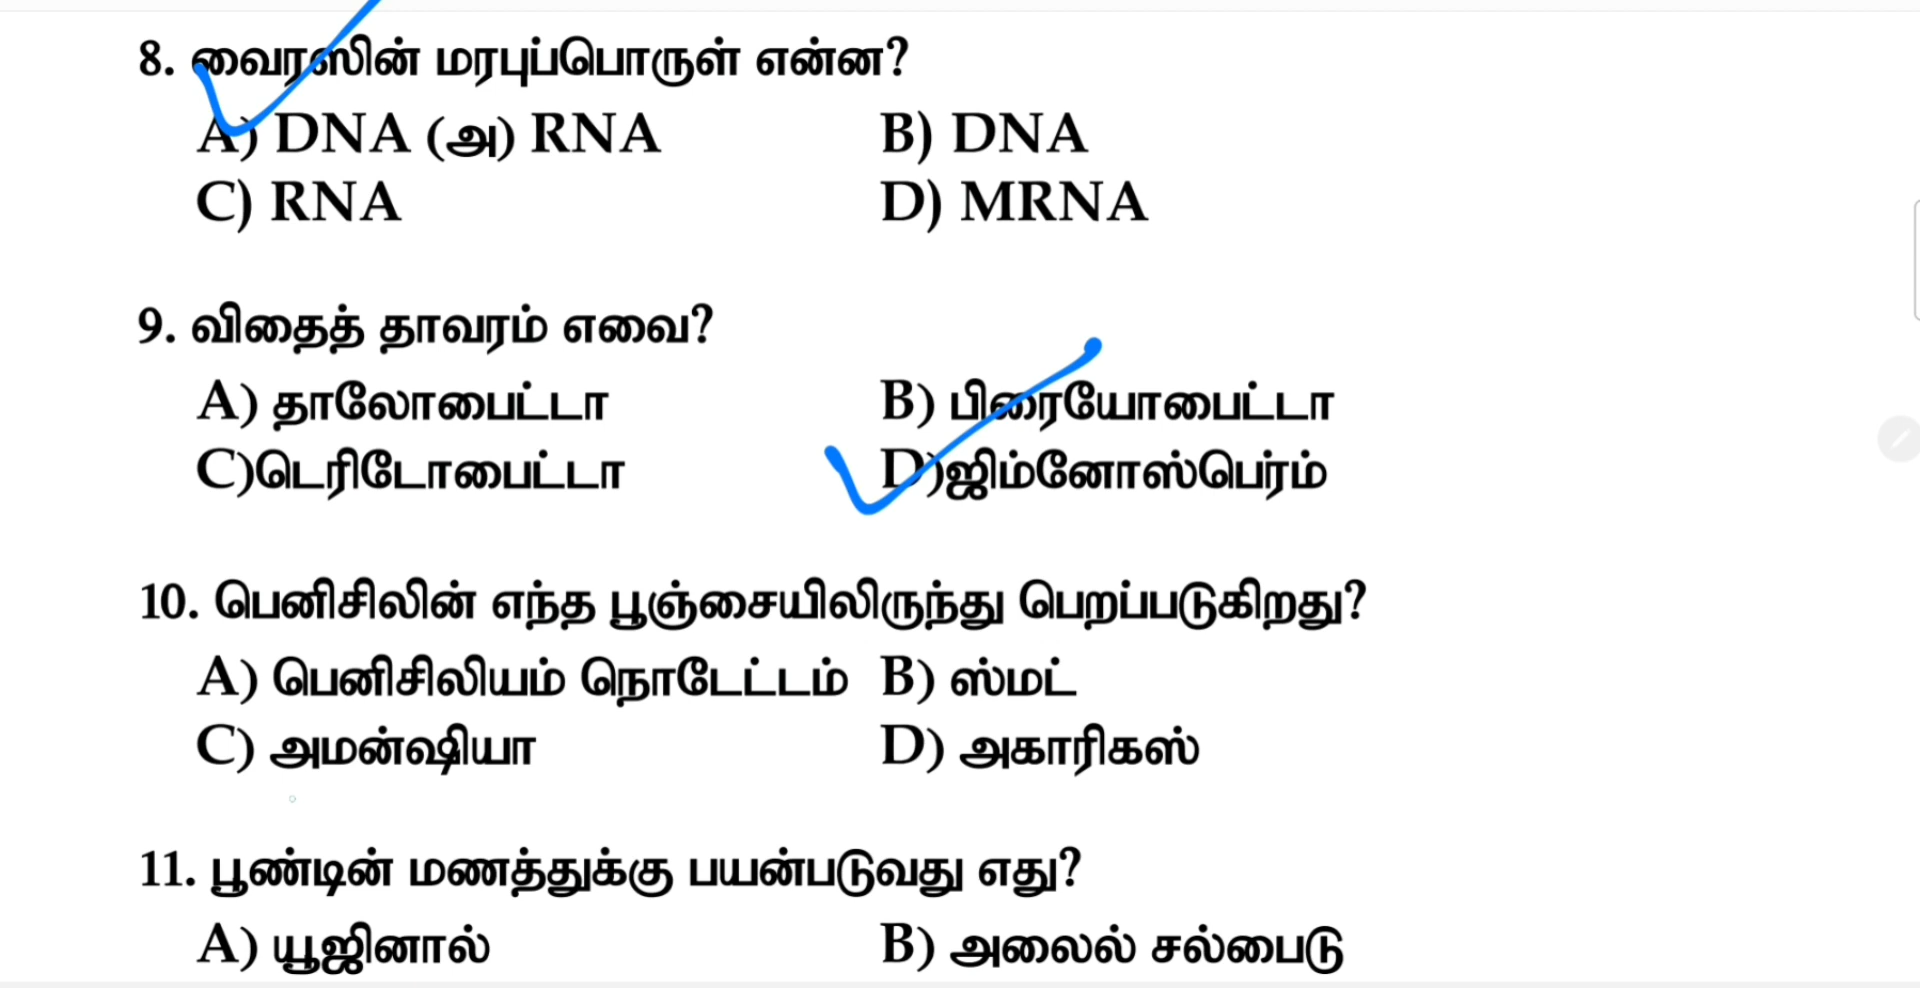 8. வைரஸின் மரபுப்பொருள் என்ன?
A) DNA (அ) RNA B) DNA
C) RNA D) MRNA
9. விதைத் தாவரம் எவை?
A) தாலோபைட்டா B) பிரையோபைட்டா
C)டெரிடோபைட்டா D)ஜிம்னோஸ்பெர்ம்
10. பெனிசிலின் எந்த பூஞ்சையிலிருந்து பெறப்படுகிறது?
A) பெனிசிலியம் நொடேட்டம் B) ஸ்மட்
C) அமன்ஷியா D) அகாரிகஸ்
11. பூண்டின் மணத்துக்கு பயன்படுவது எது?
A) யூஜினால் B) அலைல் சல்பைடு